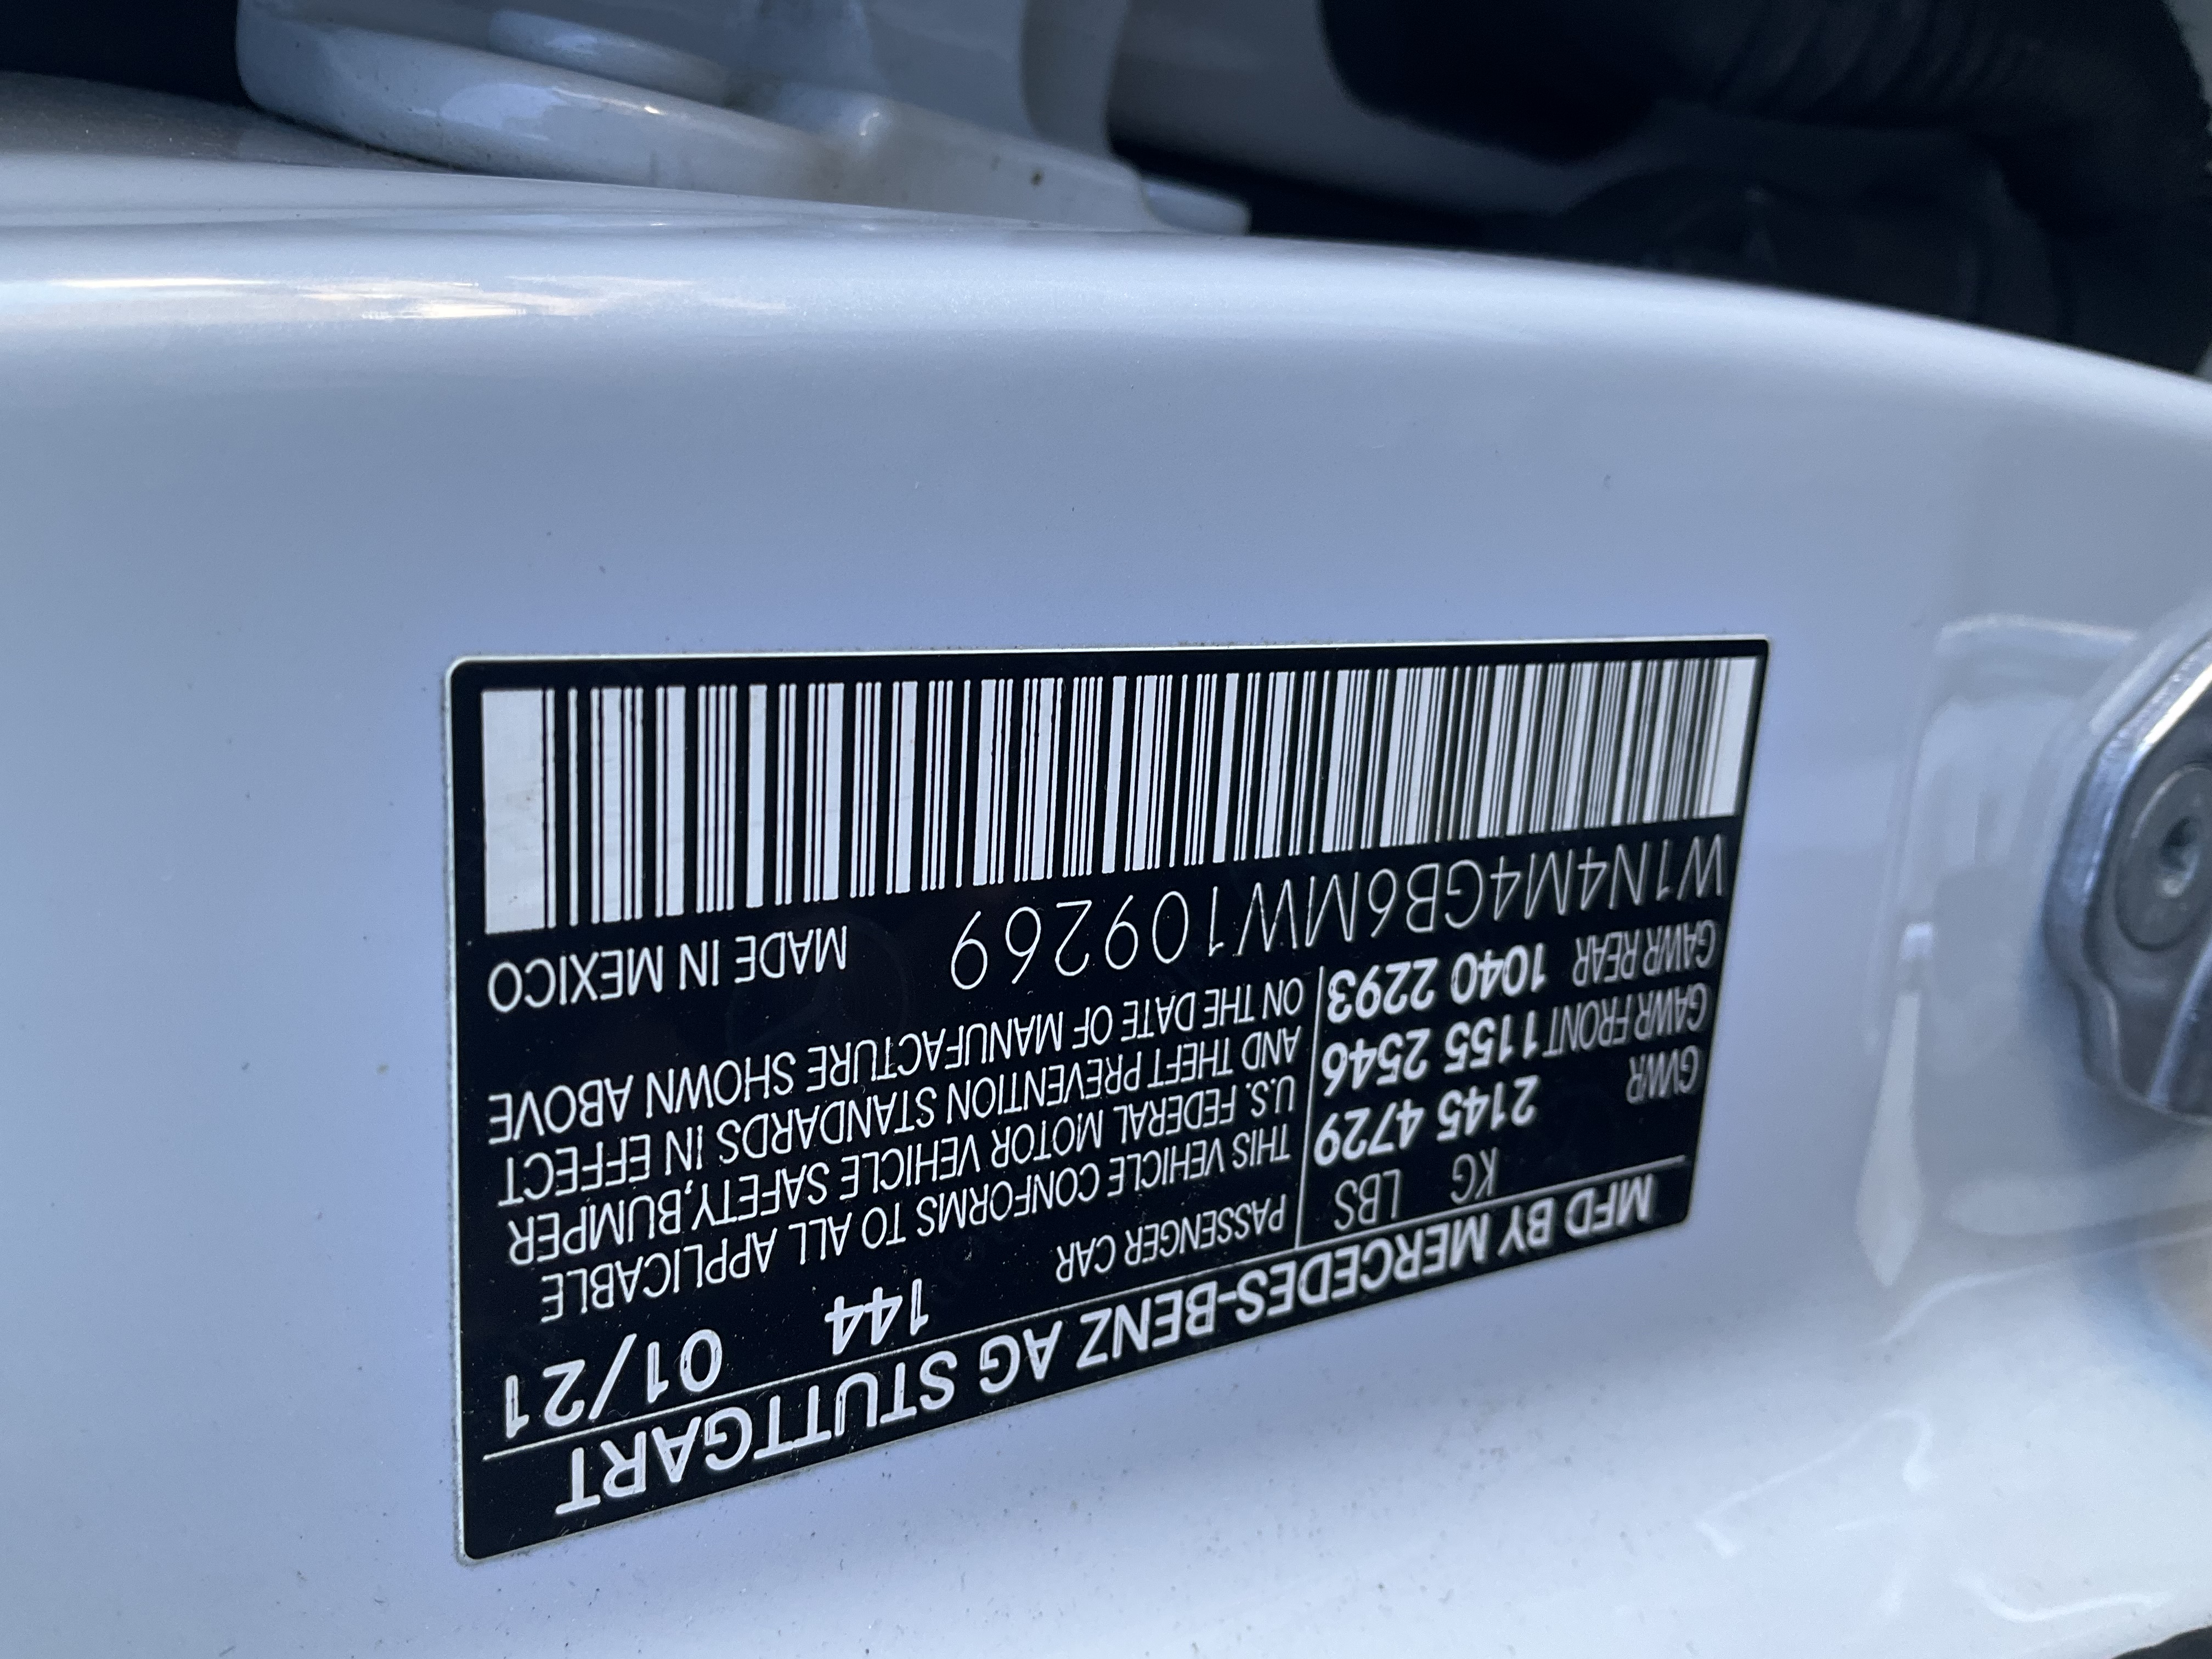 MFD BY MERCEDES-BENZ AG STUTTGART
KG LBS PASSENGER CAR 144 01/21
GVWR 2145 4729
GAWR FRONT 1155 2546
GAWR REAR 1040 2293
THIS VEHICLE CONFORMS TO ALL APPLICABLE
U.S. FEDERAL MOTOR VEHICLE SAFETY,BUMPER
AND THEFT PREVENTION STANDARDS IN EFFECT
ON THE DATE OF MANUFACTURE SHOWN ABOVE
W1N4M4GB6MW109269 MADE IN MEXICO